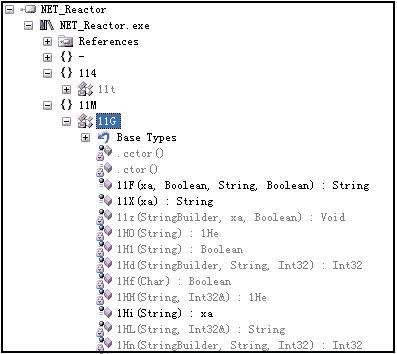 NET_Reactor
NET_Reactor.exe
References
{} -
{} 114
11t
{} 11M
11G
Base Types
.cctor()
.ctor()
11F(xa, Boolean, String, Boolean) : String
11X(xa) : String
11z(StringBuilder, xa, Boolean) : Void
1H0(String) : 1He
1H1(String) : Boolean
1Hd(StringBuilder, String, Int32) : Int32
1Hf(Char) : Boolean
1HH(String, Int32&) : 1He
1Hi(String) : xa
1HL(String, Int32&) : String
1Hn(StringBuilder, String, Int32) : Int32